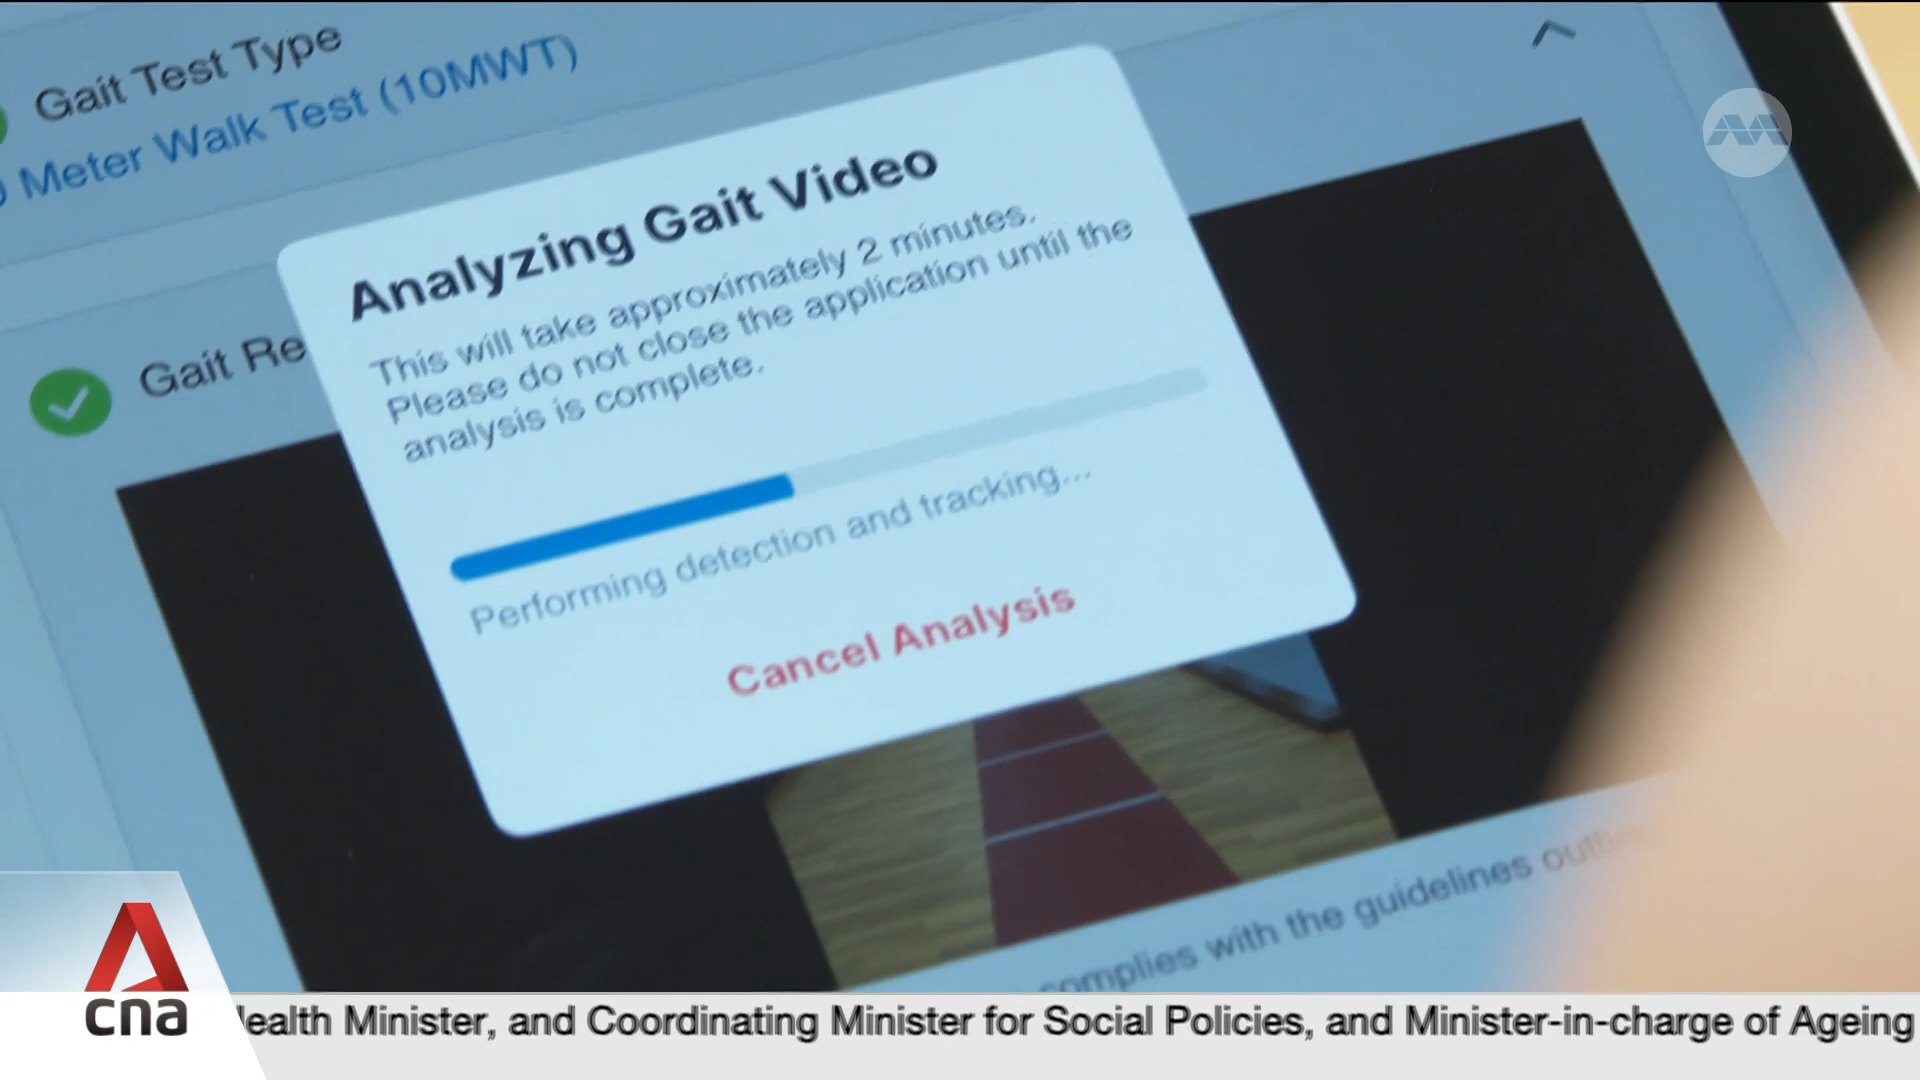 Gait Test Type
Meter Walk Test (10MWT)
Analyzing Gait Video
This will take approximately 2 minutes.
Please do not close the application until the
analysis is complete.
Gait Re
Performing detection and tracking...
Cancel Analysis
complies with the guidelines
cna
ealth Minister, and Coordinating Minister for Social Policies, and Minister-in-charge of Ageing